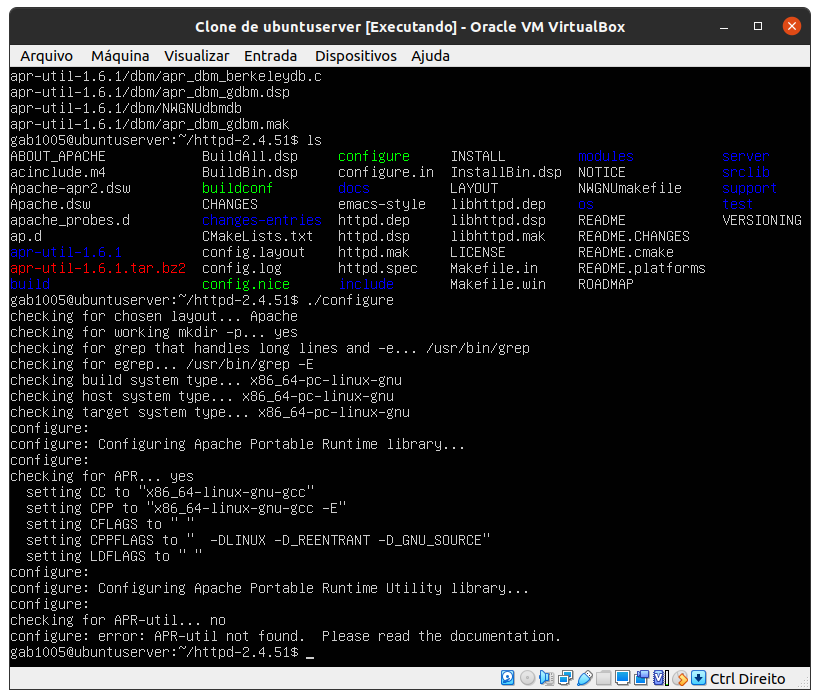 Clone de ubuntuserver [Executando] - Oracle VM VirtualBox
Arquivo Máquina Visualizar Entrada Dispositivos Ajuda
apr-util-1.6.1/dbm/apr_dbm_berkeleydb.c
apr-util-1.6.1/dbm/apr_dbm_gdbm.dsp
apr-util-1.6.1/dbm/NWGNUdbmdb
apr-util-1.6.1/dbm/apr_dbm_gdbm.mak
gab1005@ubuntuserver:~/httpd-2.4.51$ ls
ABOUT_APACHE BuildAll.dsp configure INSTALL modules server
acinclude.m4 BuildBin.dsp configure.in InstallBin.dsp NOTICE srclib
Apache-apr2.dsw buildconf docs LAYOUT NWGNUmakefile support
Apache.dsw CHANGES emacs-style libhttpd.dep os test
apache_probes.d changes-entries httpd.dep libhttpd.dsp README VERSIONING
ap.d CMakeLists.txt httpd.dsp libhttpd.mak README.CHANGES
apr-util-1.6.1 config.layout httpd.mak LICENSE README.cmake
apr-util-1.6.1.tar.bz2 config.log httpd.spec Makefile.in README.platforms
build config.nice include Makefile.win ROADMAP
gab1005@ubuntuserver:~/httpd-2.4.51$ ./configure
checking for chosen layout... Apache
checking for working mkdir -p... yes
checking for grep that handles long lines and -e... /usr/bin/grep
checking for egrep... /usr/bin/grep -E
checking build system type... x86_64-pc-linux-gnu
checking host system type... x86_64-pc-linux-gnu
checking target system type... x86_64-pc-linux-gnu
configure:
configure: Configuring Apache Portable Runtime library...
configure:
checking for APR... yes
setting CC to "x86_64-linux-gnu-gcc"
setting CPP to "x86_64-linux-gnu-gcc -E"
setting CFLAGS to " "
setting CPPFLAGS to "  -DLINUX -D_REENTRANT -D_GNU_SOURCE"
setting LDFLAGS to " "
configure:
configure: Configuring Apache Portable Runtime Utility library...
configure:
checking for APR-util... no
configure: error: APR-util not found.  Please read the documentation.
gab1005@ubuntuserver:~/httpd-2.4.51$ _
Ctrl Direito